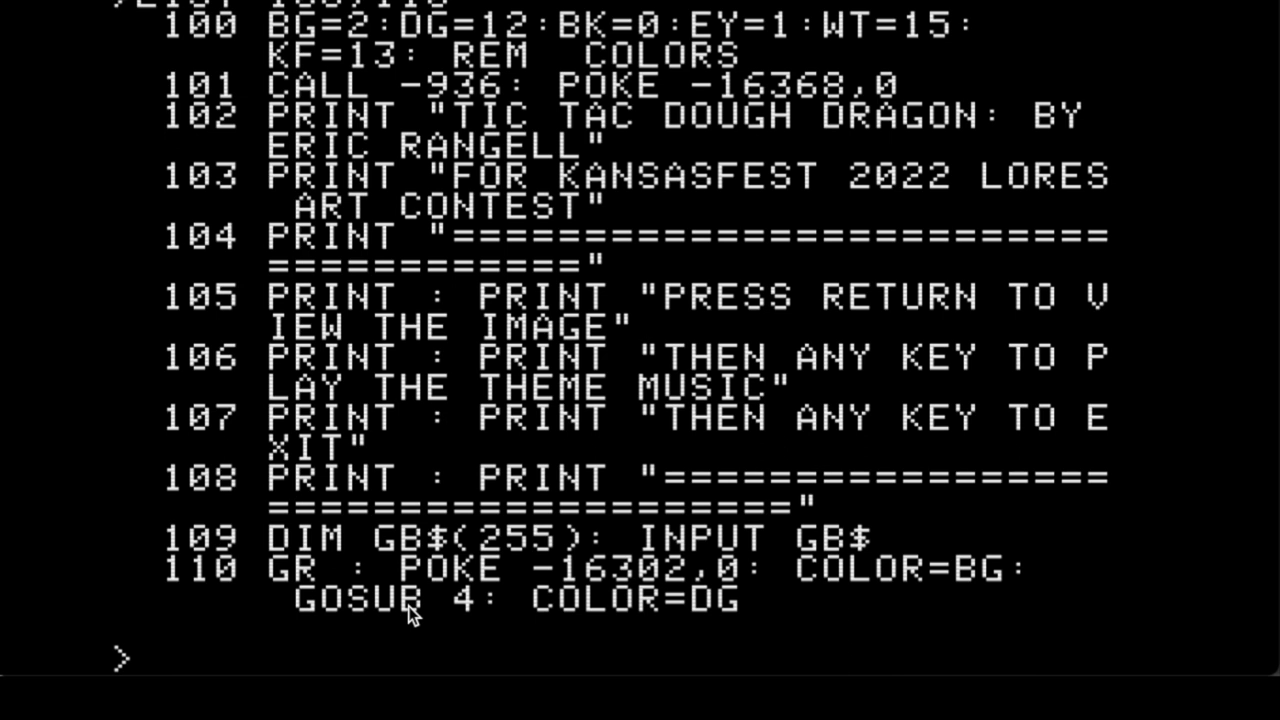 100 BG=2:DG=12:BK=0:EY=1:WT=15:
KF=13: REM  COLORS
101 CALL -936: POKE -16368,0
102 PRINT "TIC TAC DOUGH DRAGON: BY
ERIC RANGELL"
103 PRINT "FOR KANSASFEST 2022 LORES
ART CONTEST"
104 PRINT "=========================
============"
105 PRINT : PRINT "PRESS RETURN TO V
IEW THE IMAGE"
106 PRINT : PRINT "THEN ANY KEY TO P
LAY THE THEME MUSIC"
107 PRINT : PRINT "THEN ANY KEY TO E
XIT"
108 PRINT : PRINT "=================
===================="
109 DIM GB$(255): INPUT GB$
110 GR : POKE -16302,0: COLOR=BG:
GOSUB 4: COLOR=DG
>